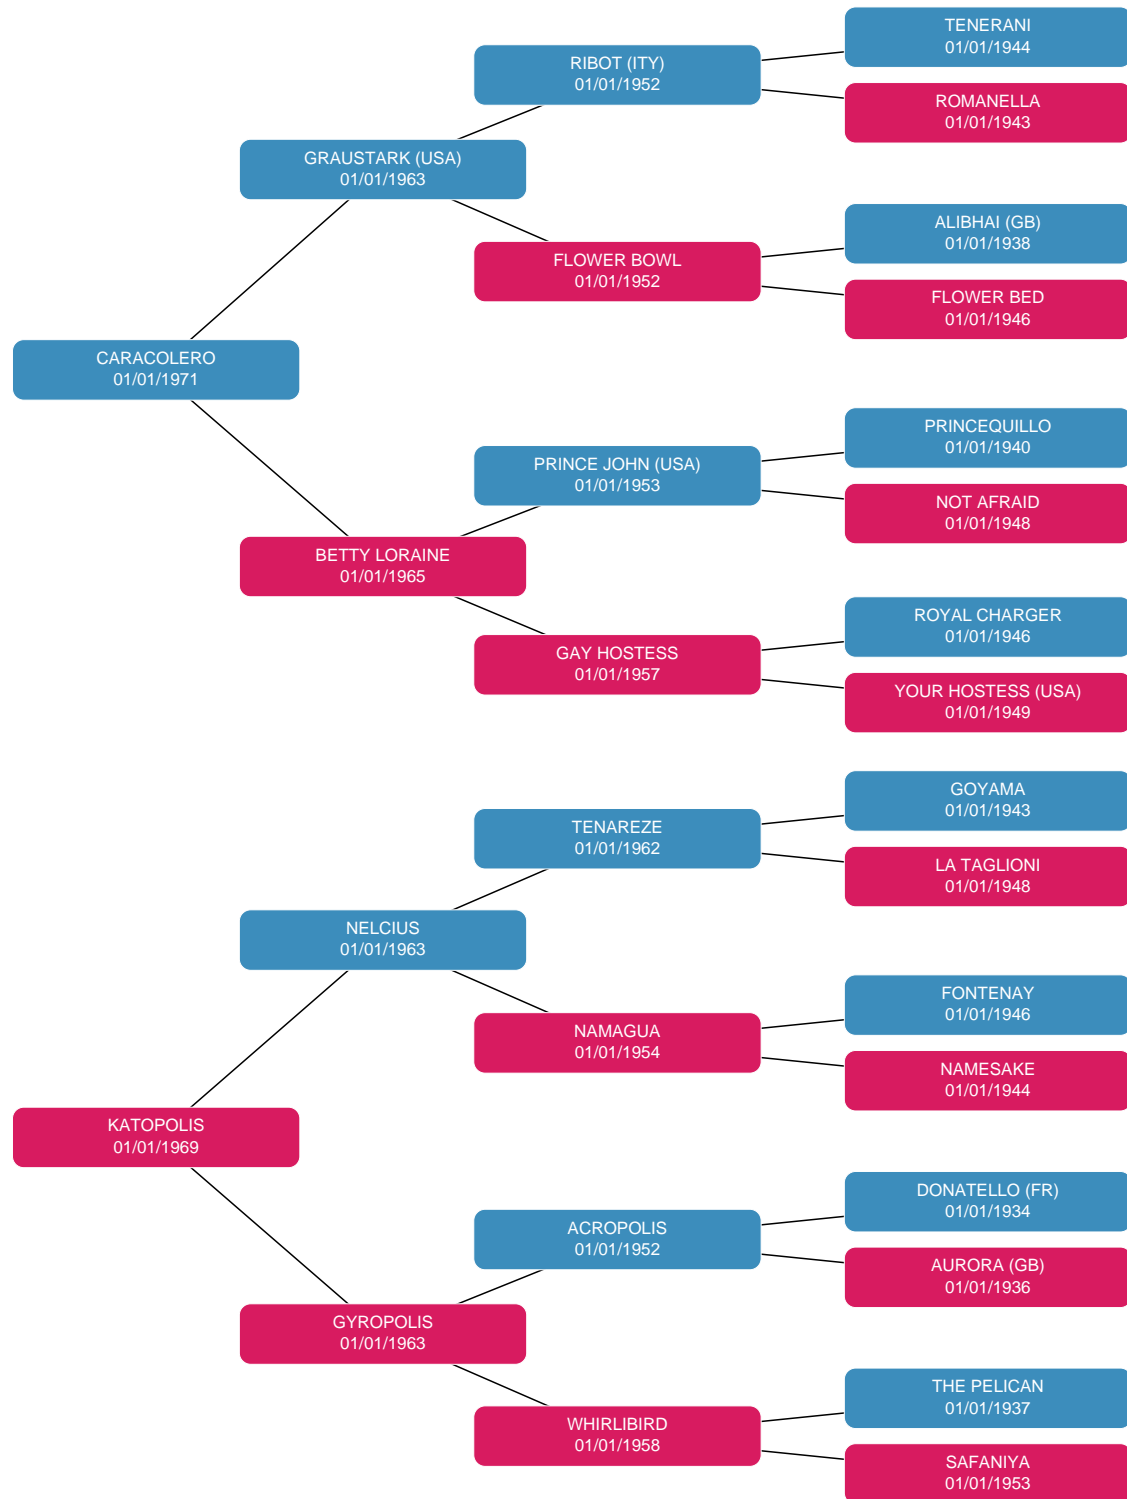 TENERANI
01/01/1944
RIBOT (ITY)
01/01/1952
ROMANELLA
01/01/1943
GRAUSTARK (USA)
01/01/1963
ALIBHAI (GB)
01/01/1938
FLOWER BOWL
01/01/1952
FLOWER BED
01/01/1946
CARACOLERO
01/01/1971
PRINCEQUILLO
01/01/1940
PRINCE JOHN (USA)
01/01/1953
NOT AFRAID
01/01/1948
BETTY LORAINE
01/01/1965
ROYAL CHARGER
01/01/1946
GAY HOSTESS
01/01/1957
YOUR HOSTESS (USA)
01/01/1949
GOYAMA
01/01/1943
TENAREZE
01/01/1962
LA TAGLIONI
01/01/1948
NELCIUS
01/01/1963
FONTENAY
01/01/1946
NAMAGUA
01/01/1954
NAMESAKE
01/01/1944
KATOPOLIS
01/01/1969
DONATELLO (FR)
01/01/1934
ACROPOLIS
01/01/1952
AURORA (GB)
01/01/1936
GYROPOLIS
01/01/1963
THE PELICAN
01/01/1937
WHIRLIBIRD
01/01/1958
SAFANIYA
01/01/1953